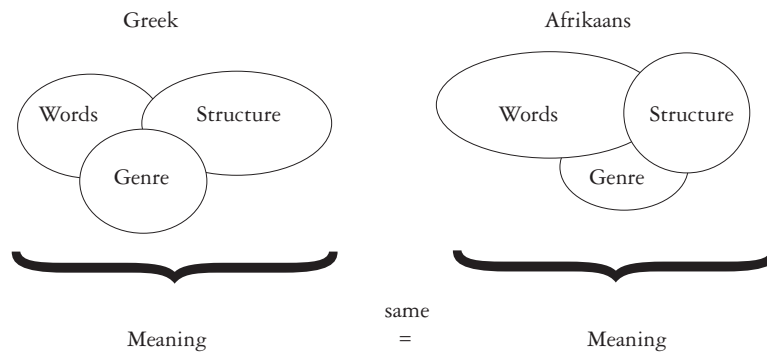 Greek
Afrikaans
Words
Structure
Genre
Words
Structure
Genre
same
Meaning = Meaning